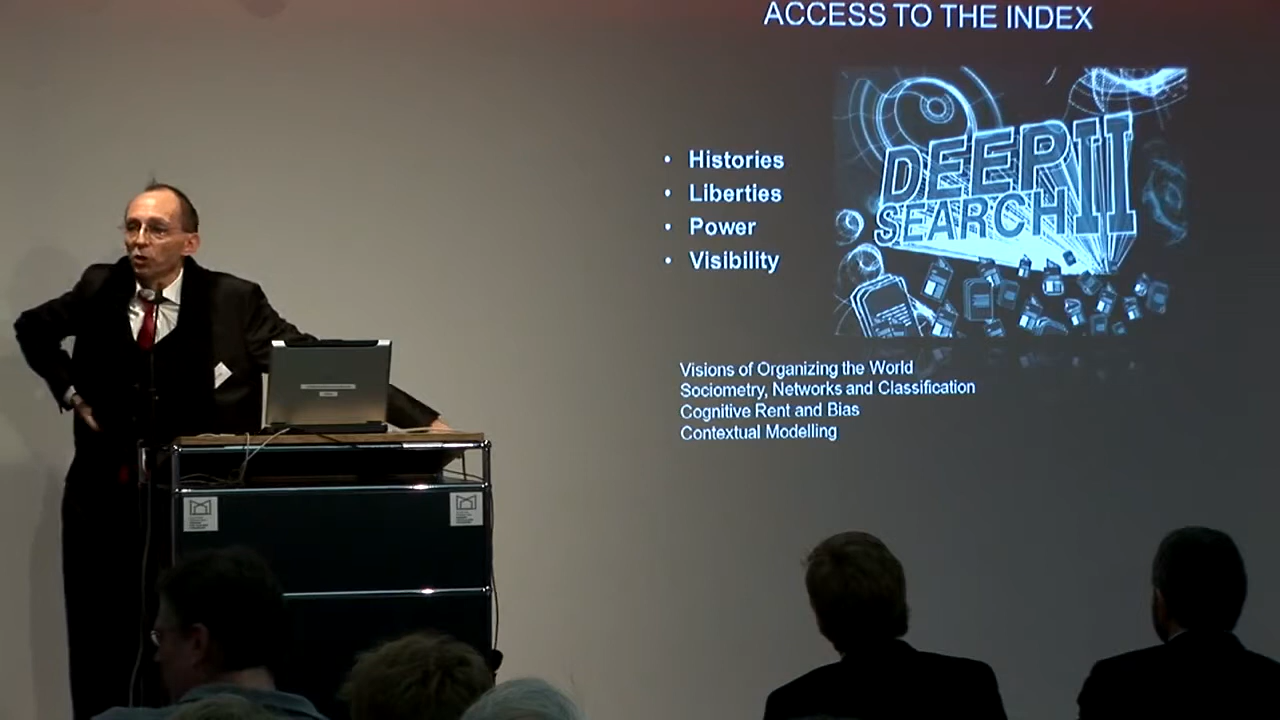 ACCESS TO THE INDEX
DEEP II
SEARCH
• Histories
• Liberties
• Power
• Visibility
Visions of Organizing the World
Sociometry, Networks and Classification
Cognitive Rent and Bias
Contextual Modelling